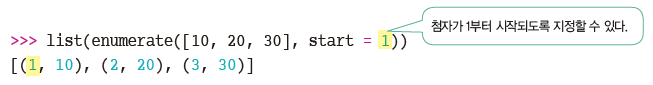 첨자가 1부터 시작되도록 지정할 수 있다.
>>> list(enumerate([10, 20, 30], start = 1))
[(1, 10), (2, 20), (3, 30)]